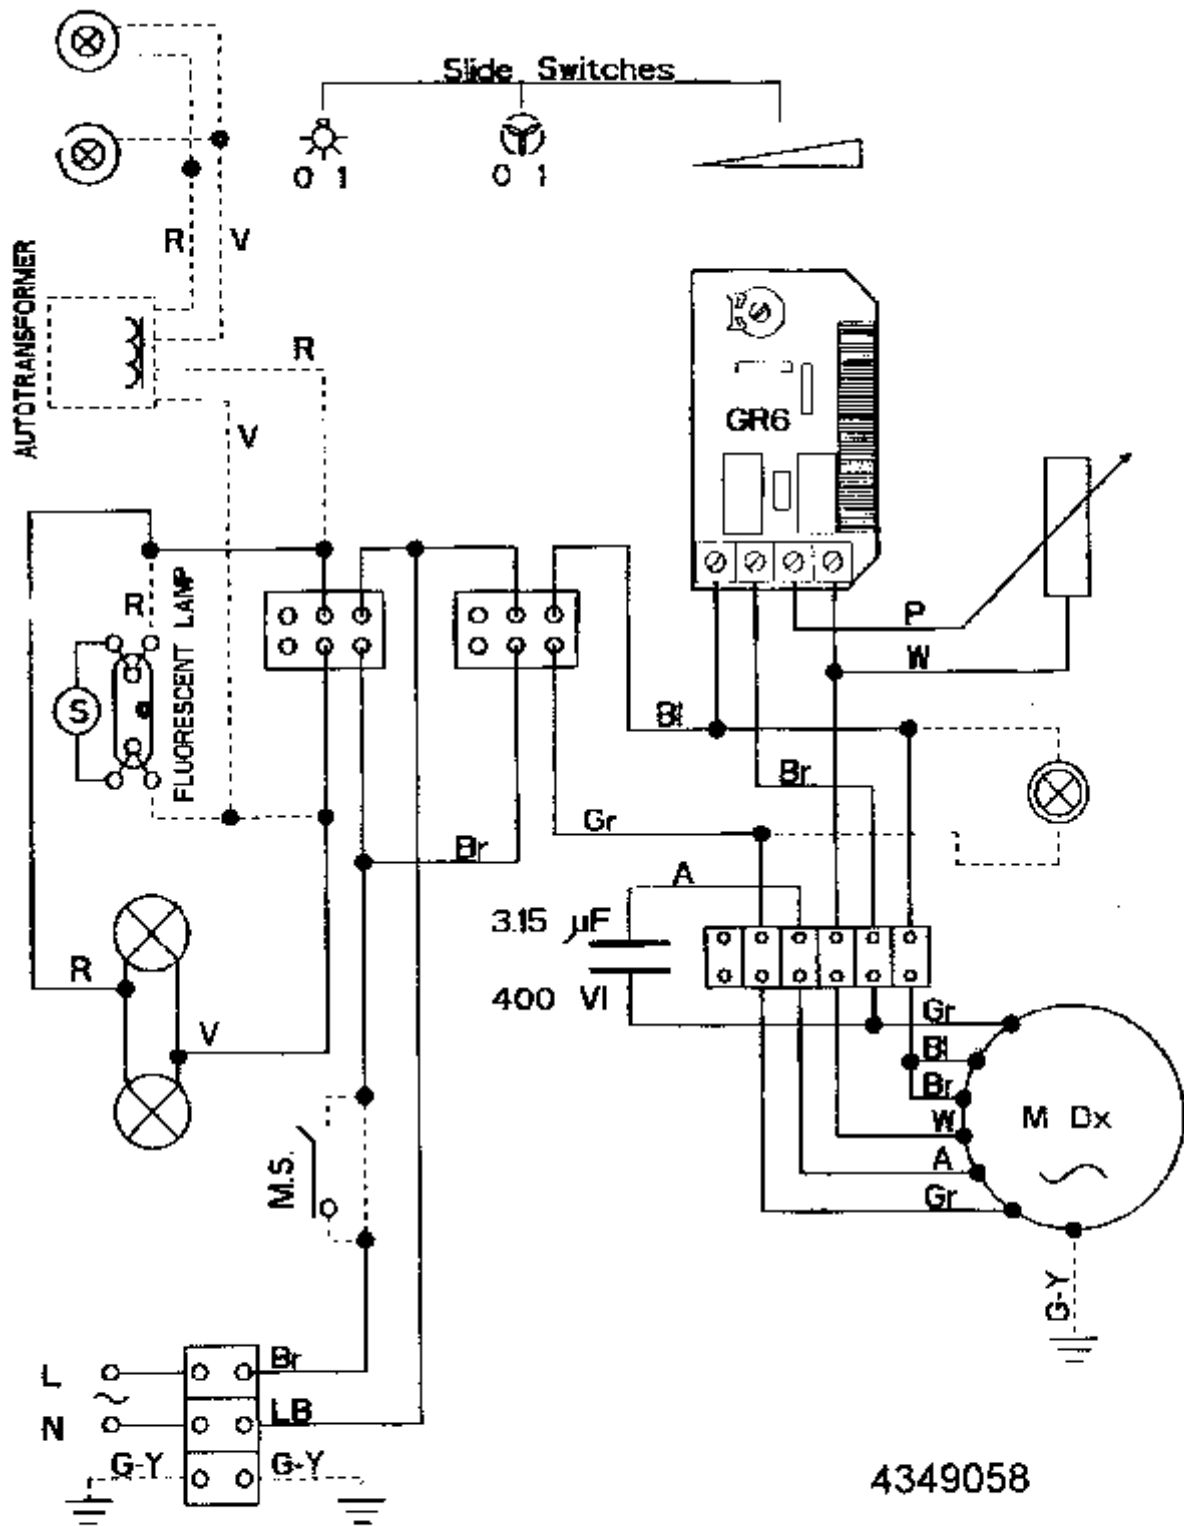 Slide Switches
0 1
0 1
R
V
AUTOTRANSFORMER
R
V
GR6
R
FLUORESCENT LAMP
S
P
W
Bl
Br
Gr
Br
A
3.15 µF
400 Vl
R
V
Gr
Bl
Br
W
A
Gr
M Dx
M.S.
G-Y
L
Br
N
LB
G-Y
G-Y
4349058